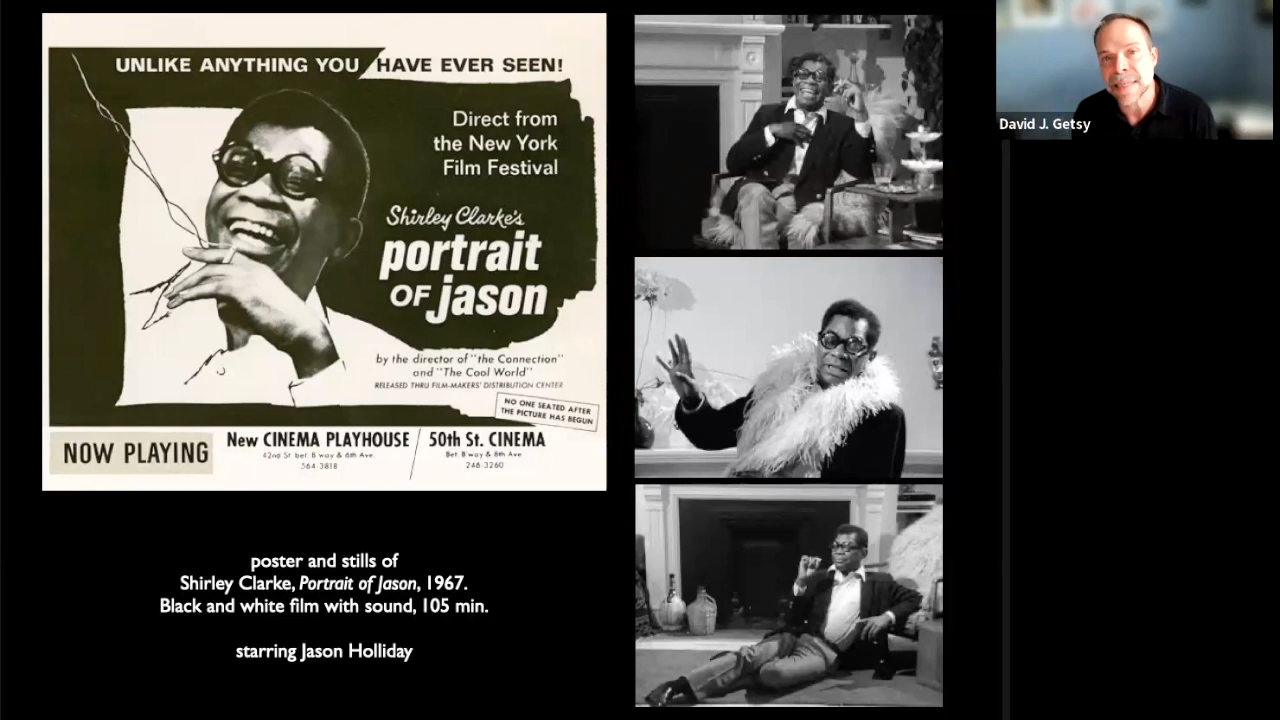 UNLIKE ANYTHING YOU HAVE EVER SEEN!
Direct from
the New York
Film Festival
Shirley Clarke's
portrait
OF jason
by the director of "the Connection"
and "The Cool World"
RELEASED THRU FILM-MAKERS' DISTRIBUTION CENTER
NO ONE SEATED AFTER
THE PICTURE HAS BEGUN
NOW PLAYING
New CINEMA PLAYHOUSE
42nd St. bet. B'way & 6th Ave.
564-3818
50th St. CINEMA
Bet. B'way & 8th Ave
246-3260
poster and stills of
Shirley Clarke, Portrait of Jason, 1967.
Black and white film with sound, 105 min.
starring Jason Holliday
David J. Getsy